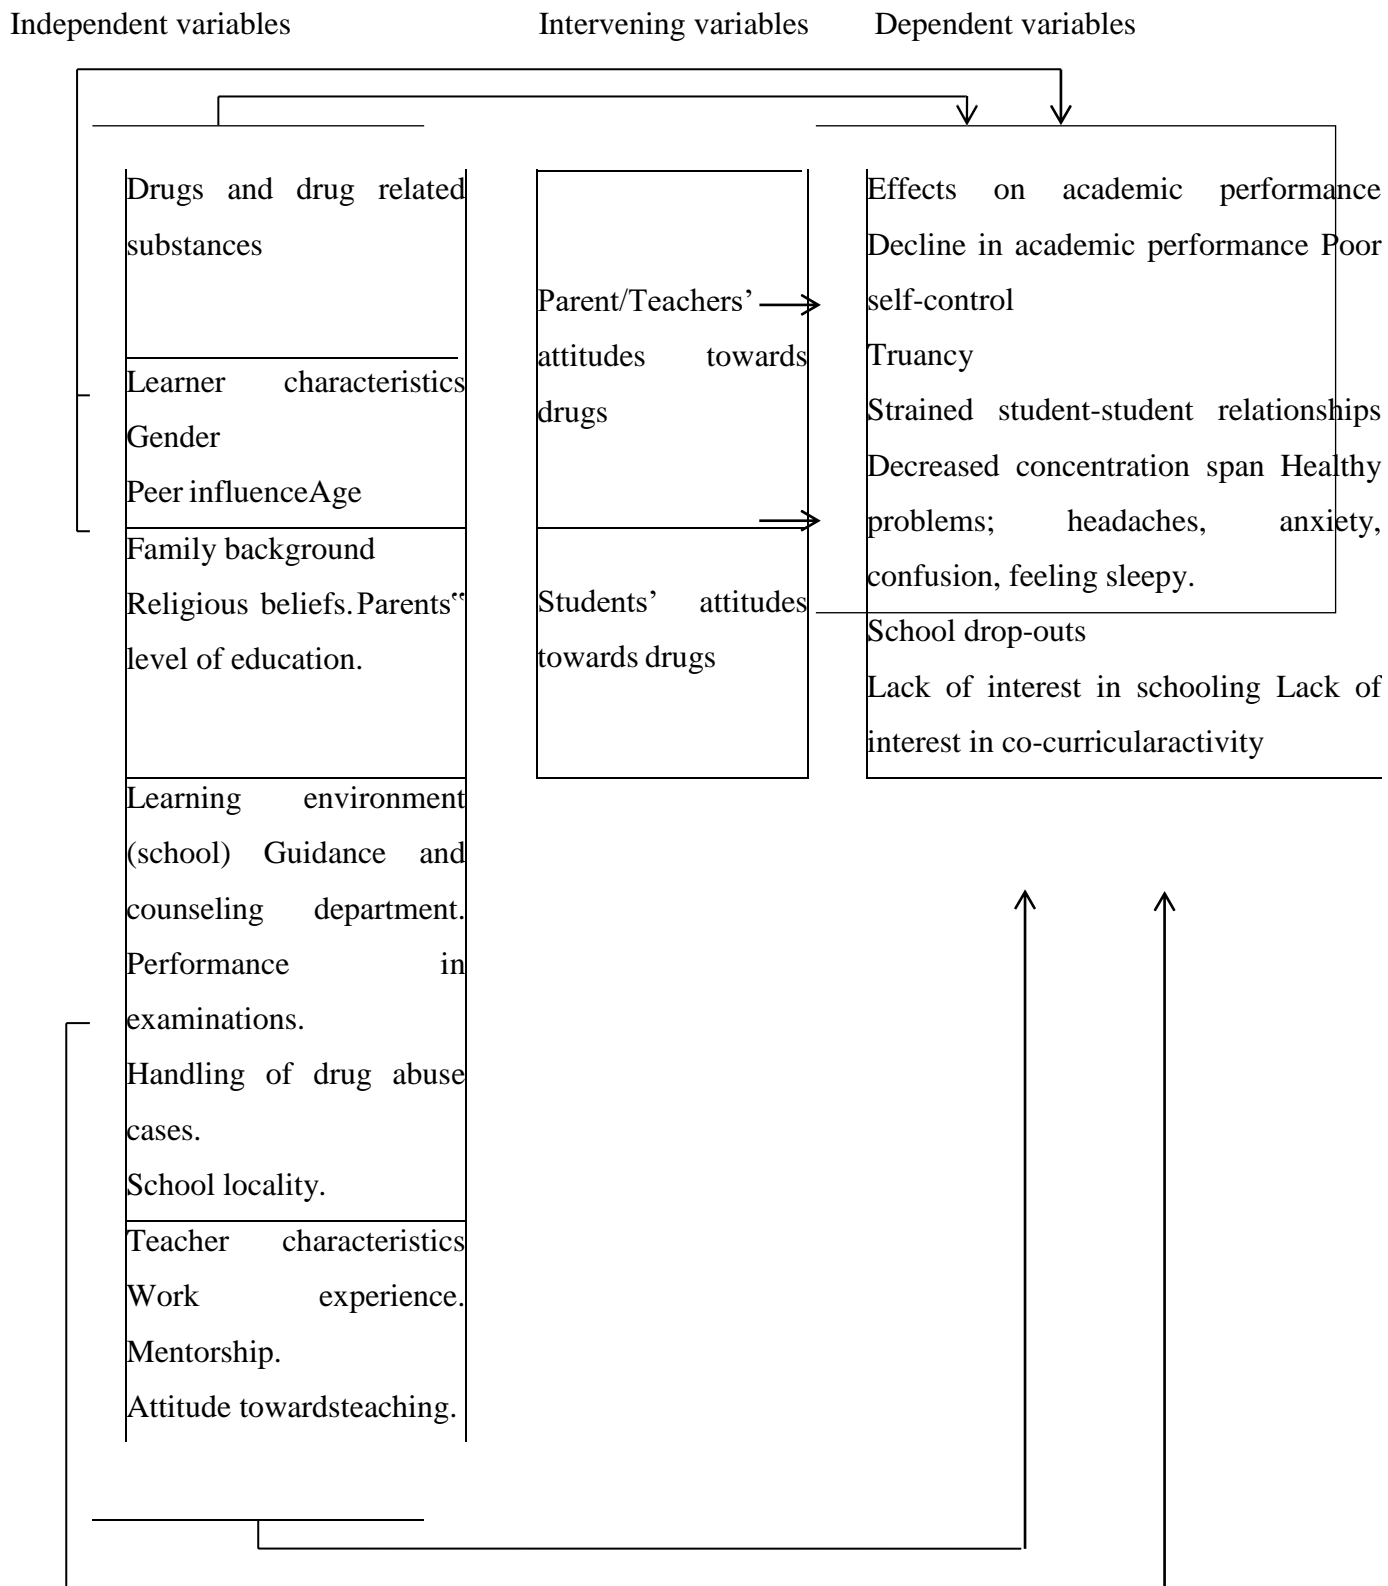 Independent variables
Intervening variables
Dependent variables
Drugs and drug related
substances
Learner characteristics
Gender
Peer influenceAge
Family background
Religious beliefs.Parents‟
level of education.
Learning environment
(school) Guidance and
counseling department.
Performance in
examinations.
Handling of drug abuse
cases.
School locality.
Teacher characteristics
Work experience.
Mentorship.
Attitude towardsteaching.
Parent/Teachers’
attitudes towards
drugs
Students’ attitudes
towards drugs
Effects on academic performance
Decline in academic performance Poor
self-control
Truancy
Strained student-student relationships
Decreased concentration span Healthy
problems; headaches, anxiety,
confusion, feeling sleepy.
School drop-outs
Lack of interest in schooling Lack of
interest in co-curricularactivity